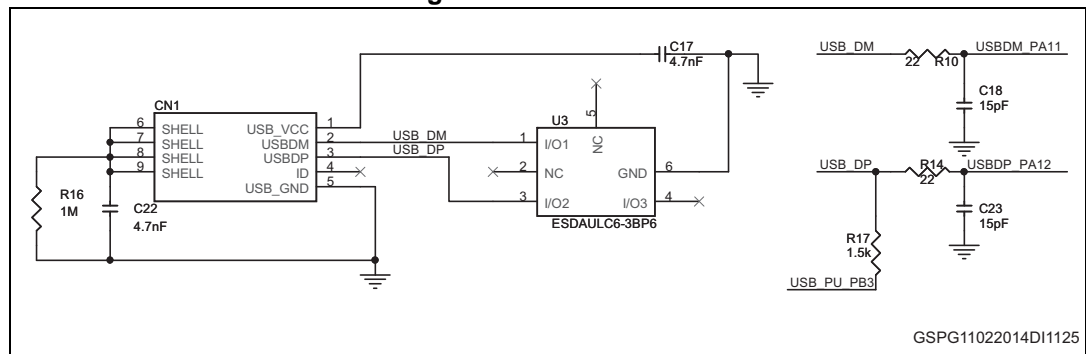 g
C17
4.7nF
CN1
6 SHELL USB_VCC 1
7 SHELL USBDM 2 USB_DM
8 SHELL USBDP 3 USB_DP
9 SHELL ID 4
USB_GND 5
R16
1M
C22
4.7nF
U3
5
NC
1 I/O1
2 NC GND 6
3 I/O2 I/O3 4
ESDAULC6-3BP6
USB_DM 22 R10 USBDM_PA11
C18
15pF
USB_DP R14 USBDP_PA12
22
C23
15pF
R17
1.5k
USB_PU_PB3
GSPG11022014DI1125